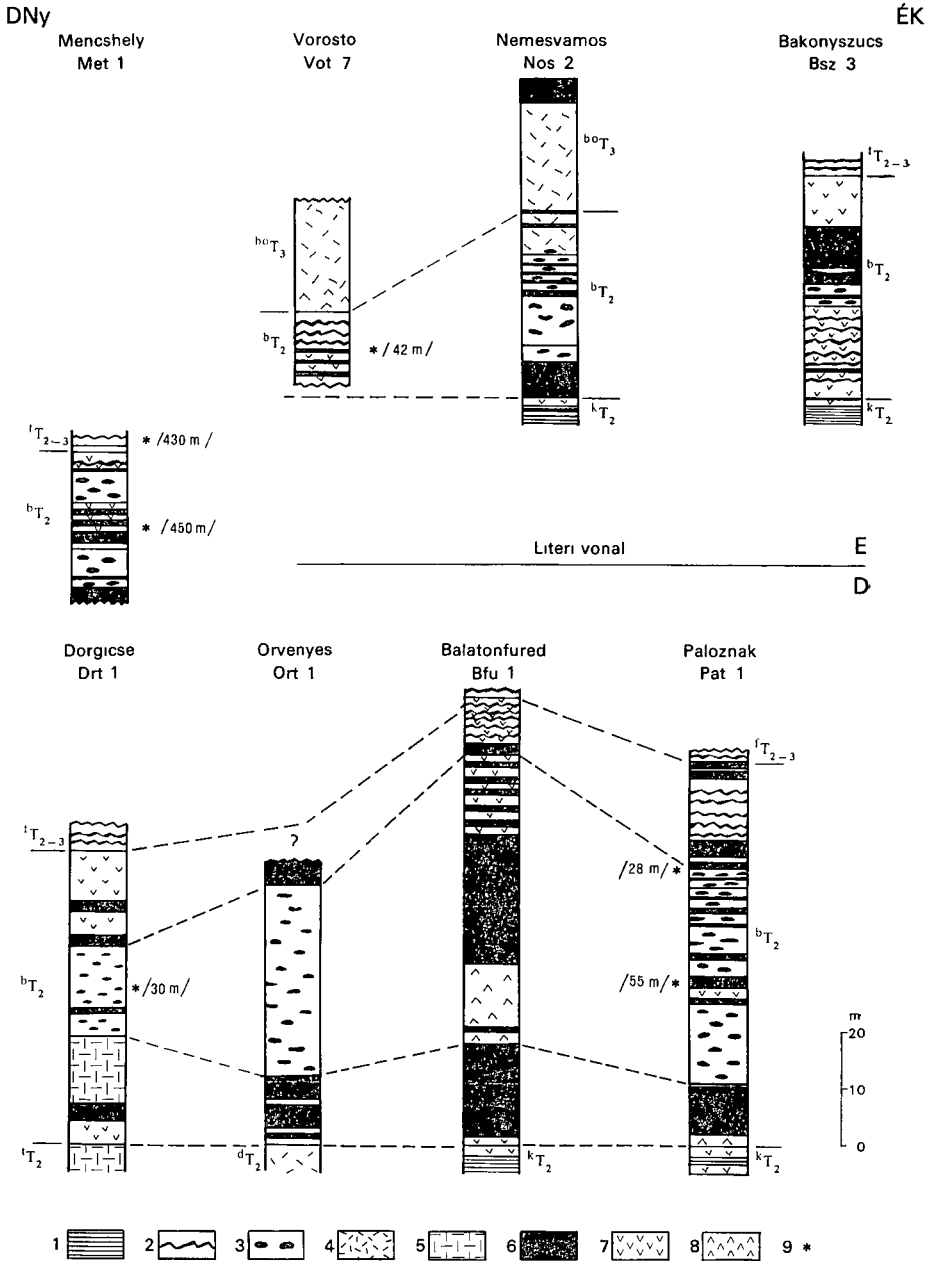 DNy
ÉK
Mencshely
Met 1
Vorosto
Vot 7
Nemesvamos
Nos 2
Bakonyszucs
Bsz 3
boT3
bT2
* / 42 m /
boT3
bT2
kT2
tT2–3
bT2
kT2
tT2–3
* /430 m /
bT2
* /450 m/
Literi vonal
E
D
Dorgicse
Drt 1
Orvenyes
Ort 1
Balatonfured
Bfu 1
Paloznak
Pat 1
tT2–3
bT2
* /30 m/
tT2
?
dT2
kT2
fT2–3
/28 m/ *
bT2
/55 m/ *
kT2
m
20
10
0
1
2
3
4
5
6
7
8
9 *